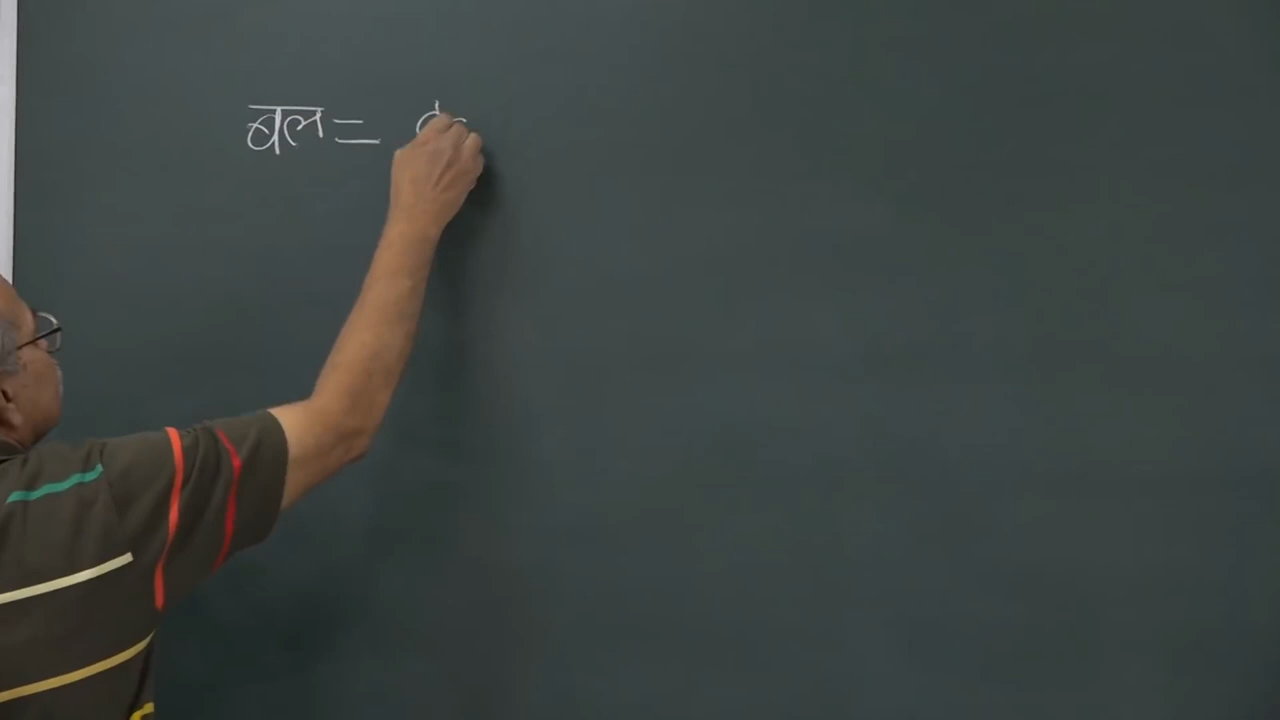 बल =